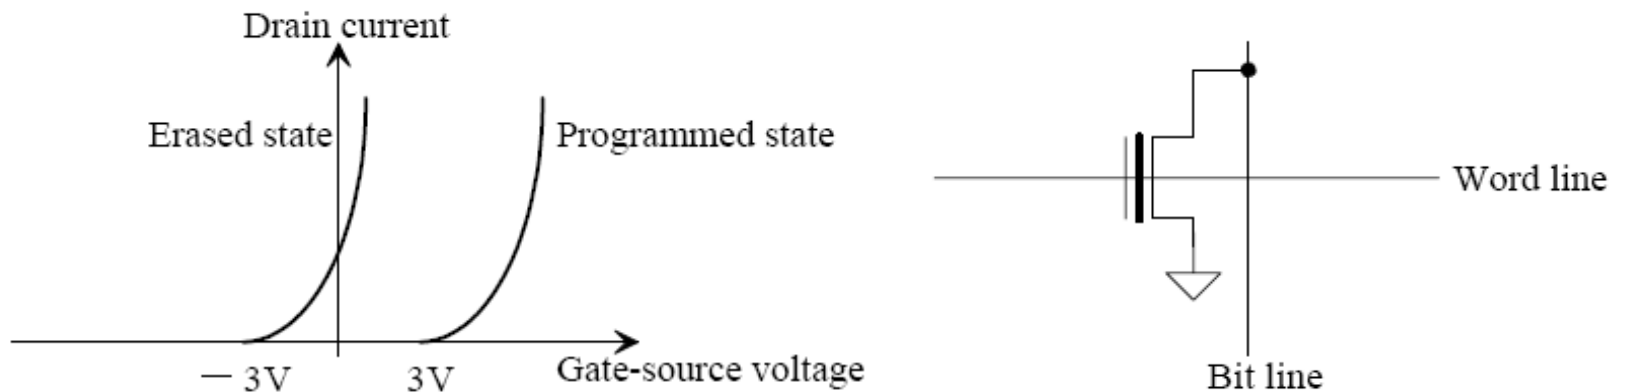 Drain current
Erased state
Programmed state
Word line
− 3V
3V
Gate-source voltage
Bit line